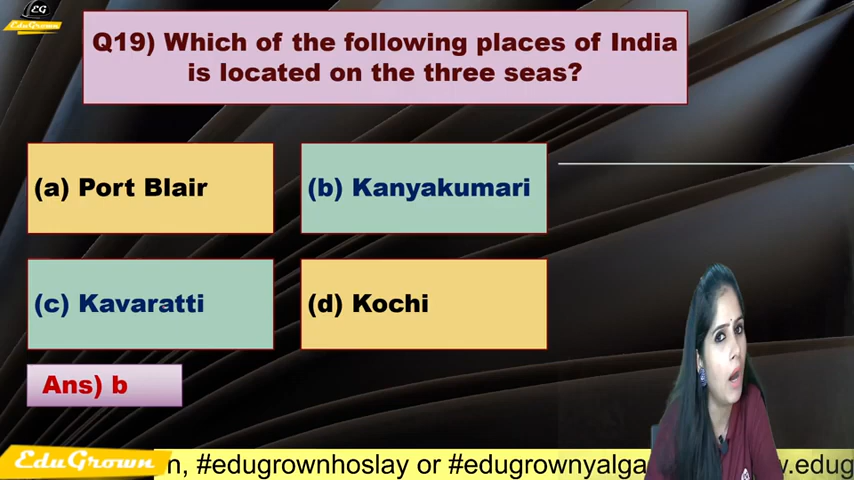 EG
EduGrown
Q19) Which of the following places of India
is located on the three seas?
(a) Port Blair
(b) Kanyakumari
(c) Kavaratti
(d) Kochi
Ans) b
EduGrown
n, #edugrownhoslay or #edugrownyalga
w.edug